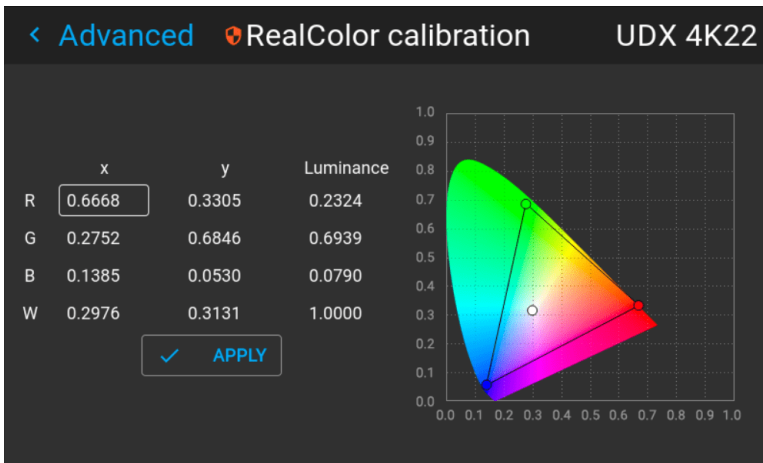 Advanced RealColor calibration UDX 4K22
x y Luminance
R 0.6668 0.3305 0.2324
G 0.2752 0.6846 0.6939
B 0.1385 0.0530 0.0790
W 0.2976 0.3131 1.0000
APPLY
1.0
0.9
0.8
0.7
0.6
0.5
0.4
0.3
0.2
0.1
0.0
0.0 0.1 0.2 0.3 0.4 0.5 0.6 0.7 0.8 0.9 1.0